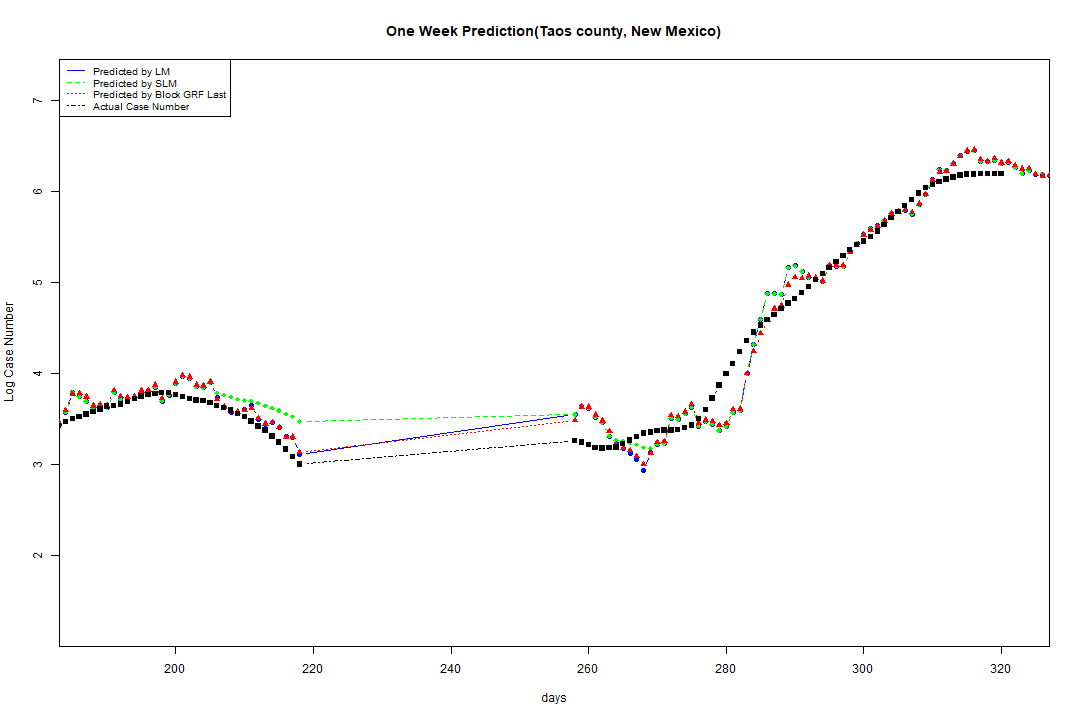 One Week Prediction(Taos county, New Mexico)
Predicted by LM
Predicted by SLM
Predicted by Block GRF Last
Actual Case Number
7
6
5
4
3
2
Log Case Number
200 220 240 260 280 300 320
days